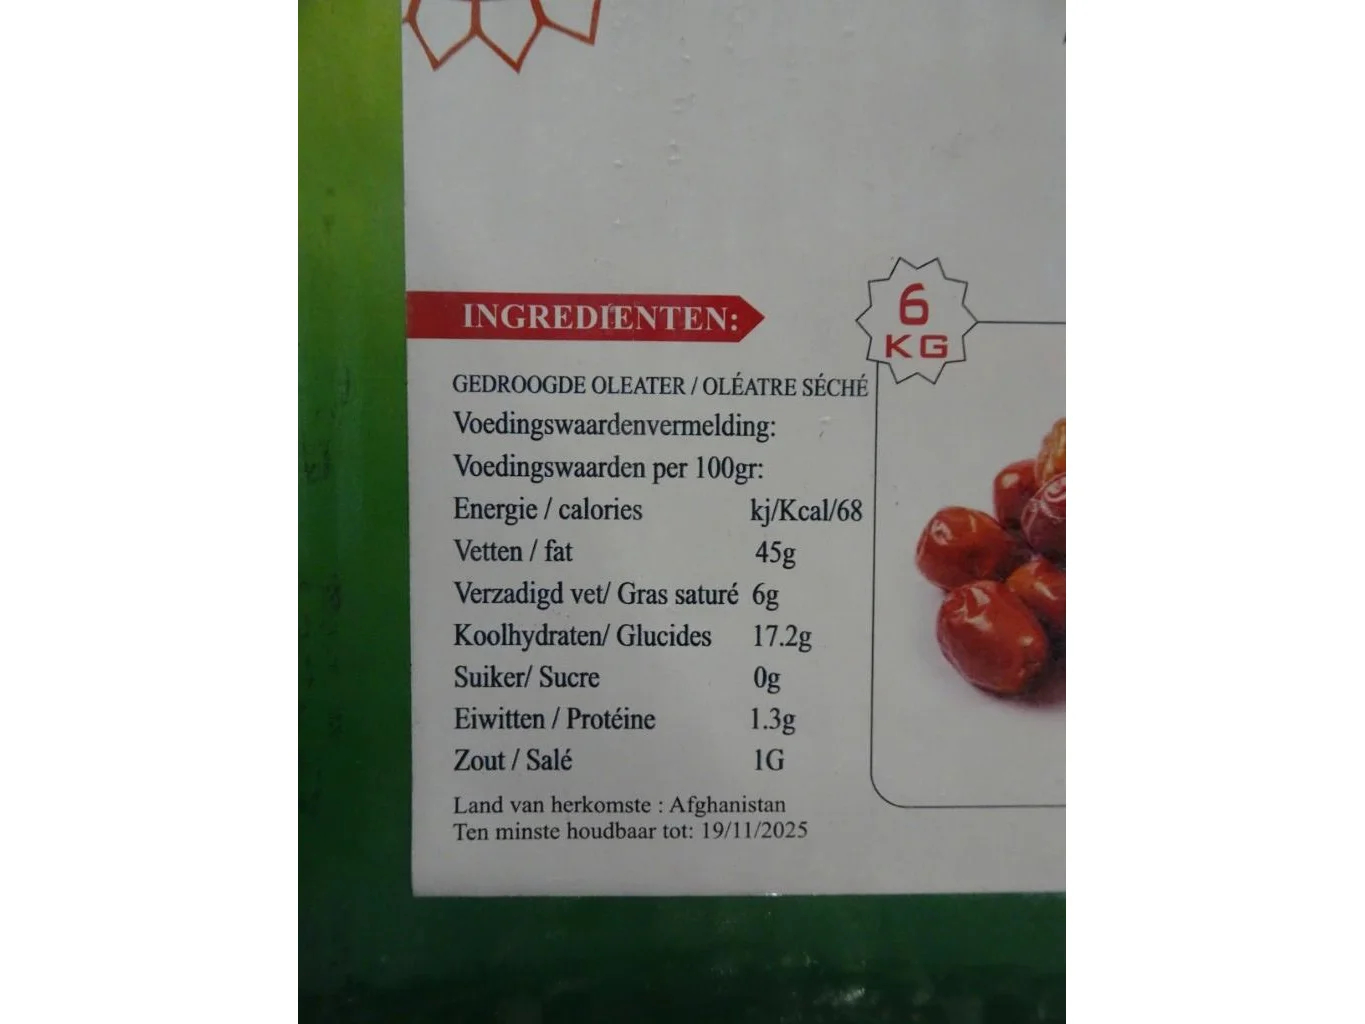 INGREDIENTEN:
6
KG
GEDROOGDE OLEATER / OLÉATRE SÉCHÉ
Voedingswaardenvermelding:
Voedingswaarden per 100gr:
Energie / calories kj/Kcal/68
Vetten / fat 45g
Verzadigd vet/ Gras saturé 6g
Koolhydraten/ Glucides 17.2g
Suiker/ Sucre 0g
Eiwitten / Protéine 1.3g
Zout / Salé 1G
Land van herkomste : Afghanistan
Ten minste houdbaar tot: 19/11/2025